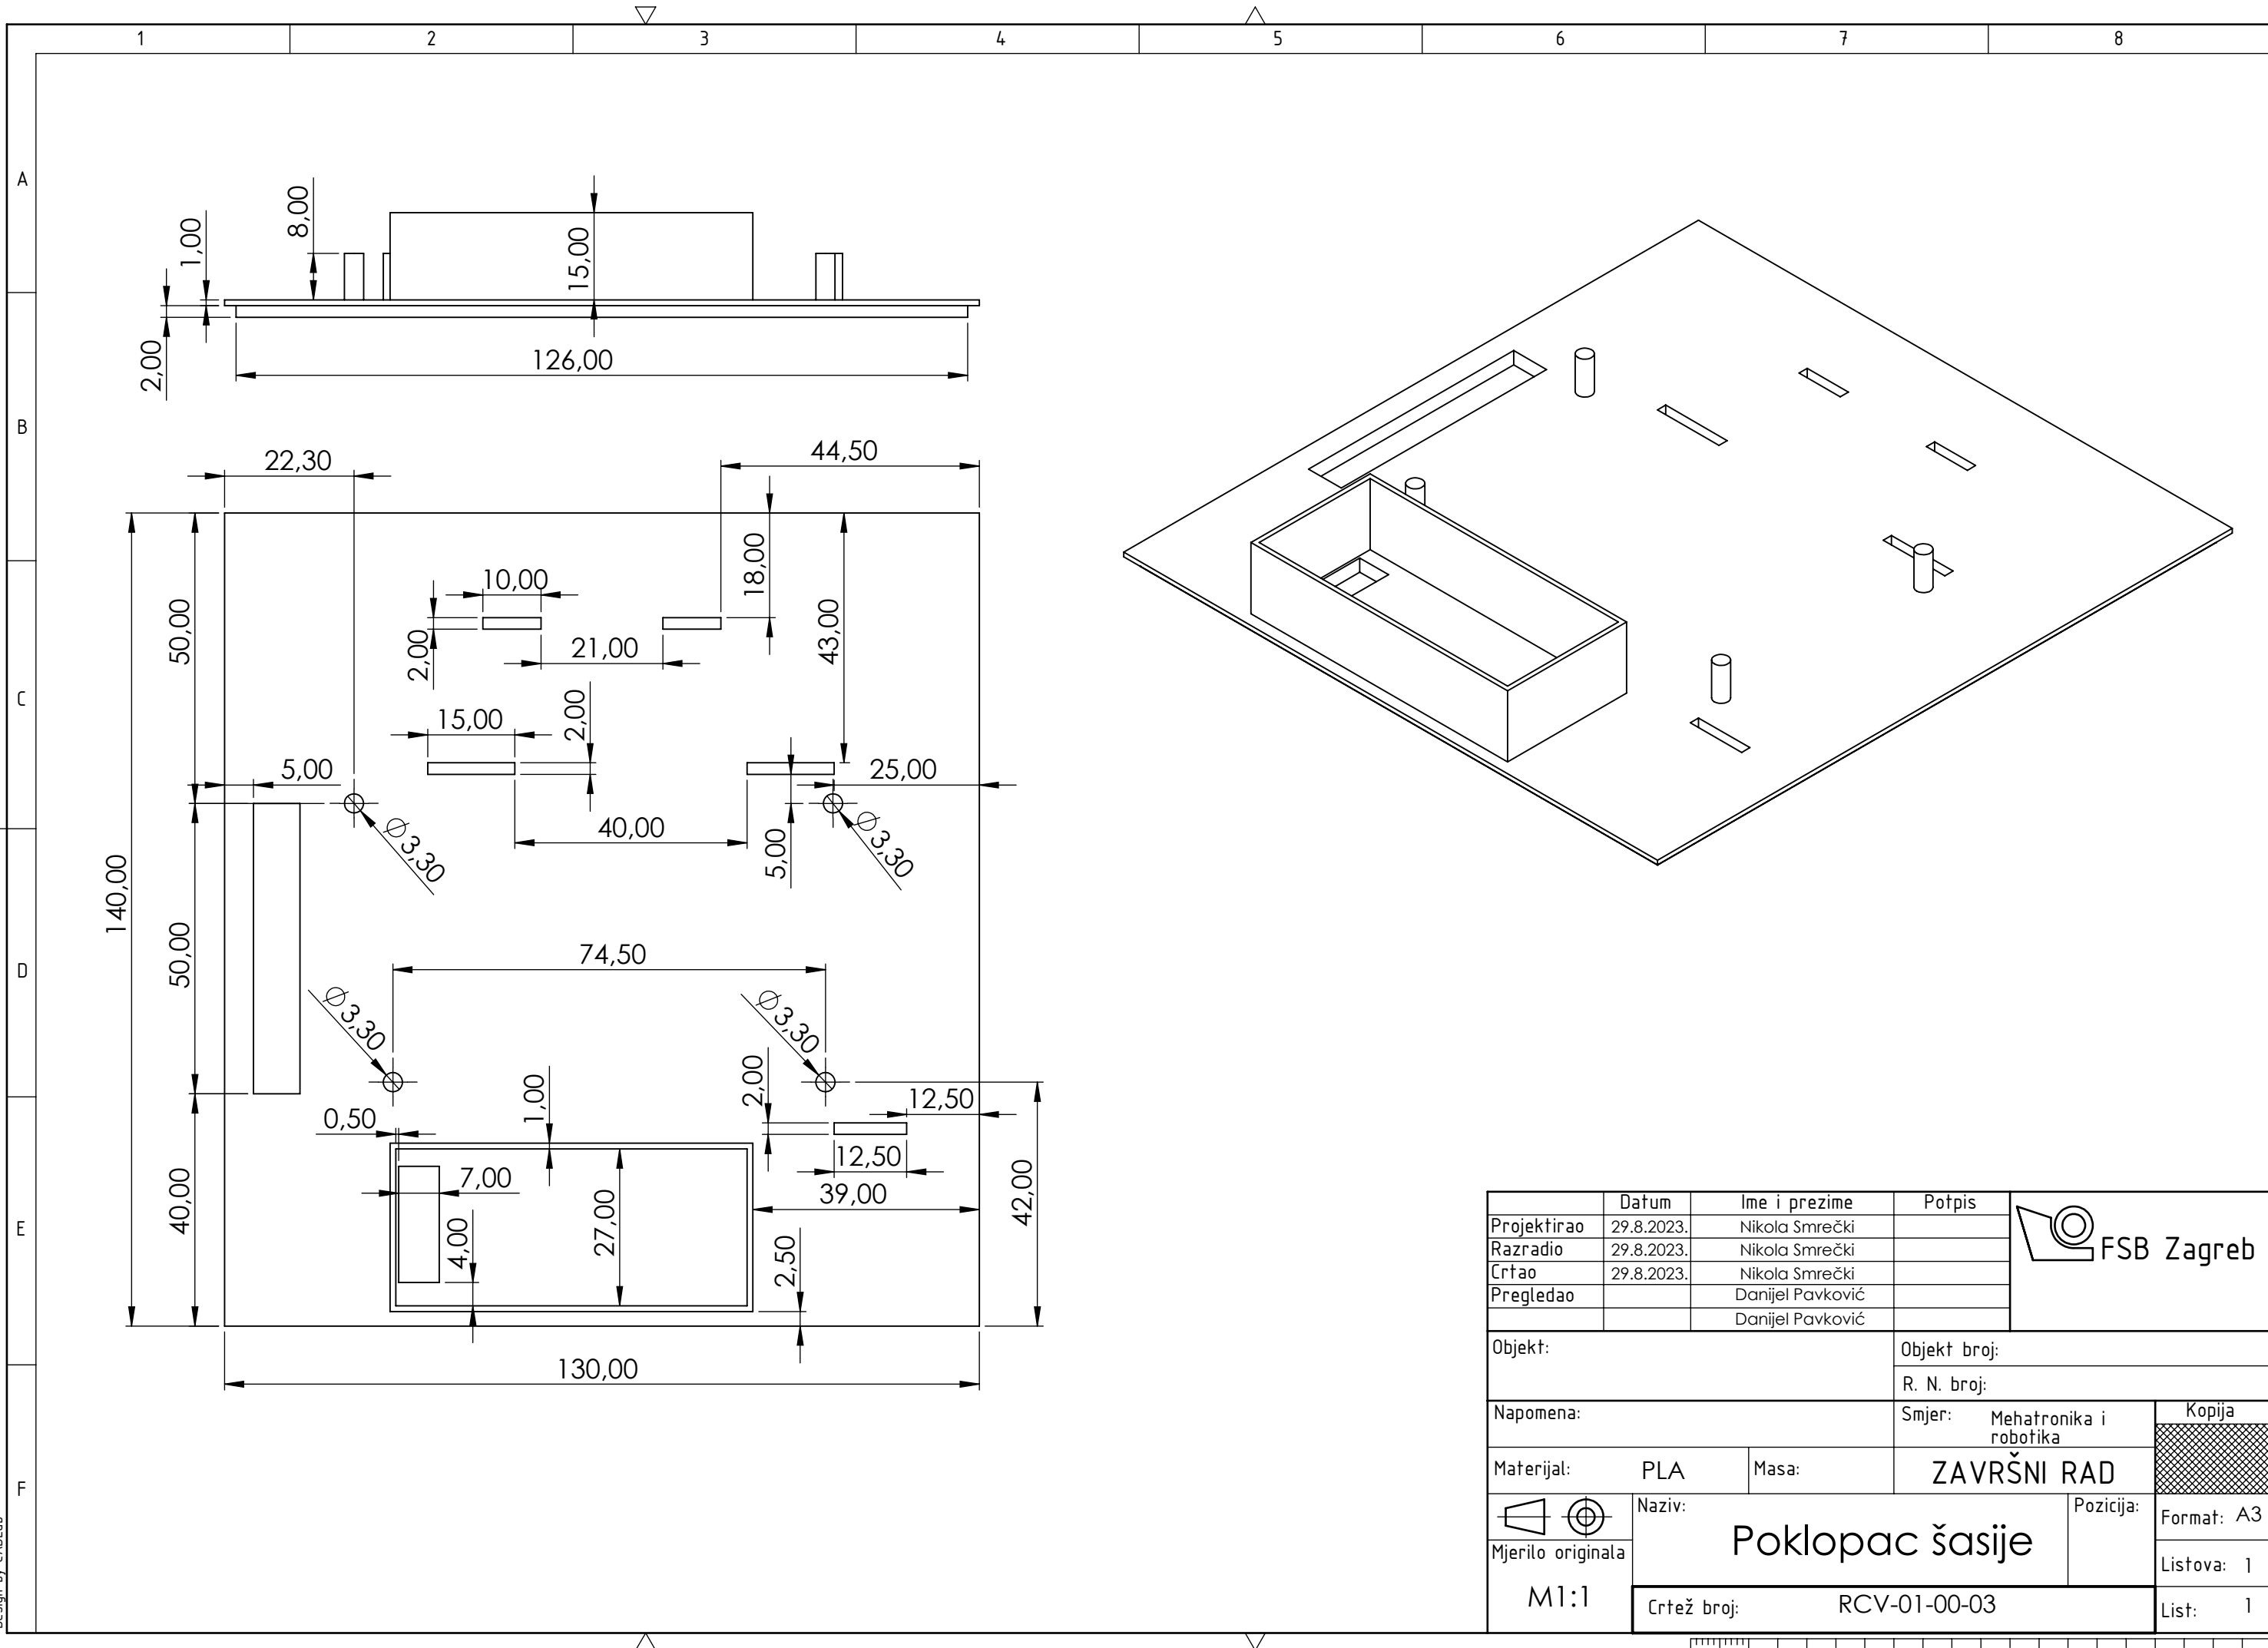 1 2 3 4 5 6 7 8
A
B
C
D
E
F
8,00
1,00
15,00
2,00
126,00
22,30
44,50
50,00
10,00
18,00
43,00
2,00
21,00
15,00
2,00
5,00
25,00
40,00
5,00
∅3,30
∅3,30
140,00
50,00
74,50
∅3,30
∅3,30
1,00
2,00
12,50
0,50
12,50
7,00
39,00
42,00
40,00
4,00
27,00
2,50
130,00
Datum Ime i prezime Potpis
Projektirao 29.8.2023. Nikola Smrečki
Razradio 29.8.2023. Nikola Smrečki
Crtao 29.8.2023. Nikola Smrečki
Pregledao Danijel Pavković
Danijel Pavković
FSB Zagreb
Objekt:
Objekt broj:
R. N. broj:
Napomena:
Smjer: Mehatronika i
robotika
Kopija
Materijal: PLA
Masa:
ZAVRŠNI RAD
Naziv:
Poklopac šasije
Pozicija:
Format: A3
Mjerilo originala
M1:1
Listova: 1
Crtež broj: RCV-01-00-03
List: 1